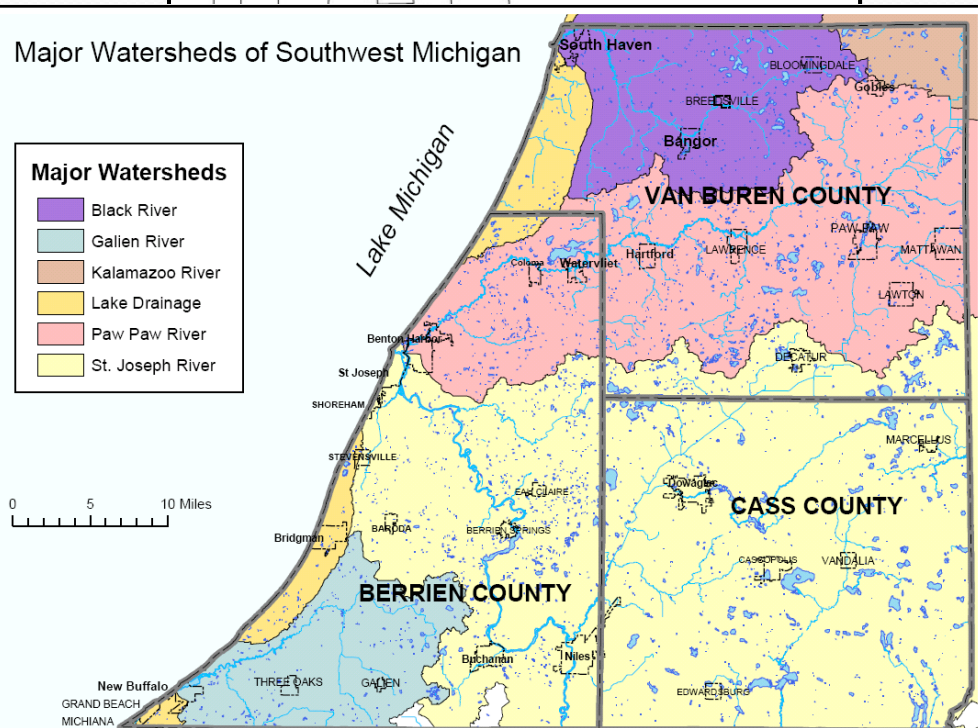 Major Watersheds of Southwest Michigan
Major Watersheds
Black River
Galien River
Kalamazoo River
Lake Drainage
Paw Paw River
St. Joseph River
Lake Michigan
0 5 10 Miles
South Haven
BLOOMINGDALE
Gobles
BREEDSVILLE
Bangor
VAN BUREN COUNTY
PAW PAW
MATTAWAN
LAWRENCE
Hartford
Watervliet
Coloma
LAWTON
Benton Harbor
DECATUR
St Joseph
SHOREHAM
MARCELLUS
STEVENSVILLE
Dowagiac
EAU CLAIRE
CASS COUNTY
BARODA
BERRIEN SPRINGS
Bridgman
CASSOPOLIS
VANDALIA
BERRIEN COUNTY
Buchanan
Niles
THREE OAKS
GALIEN
New Buffalo
GRAND BEACH
MICHIANA
EDWARDSBURG